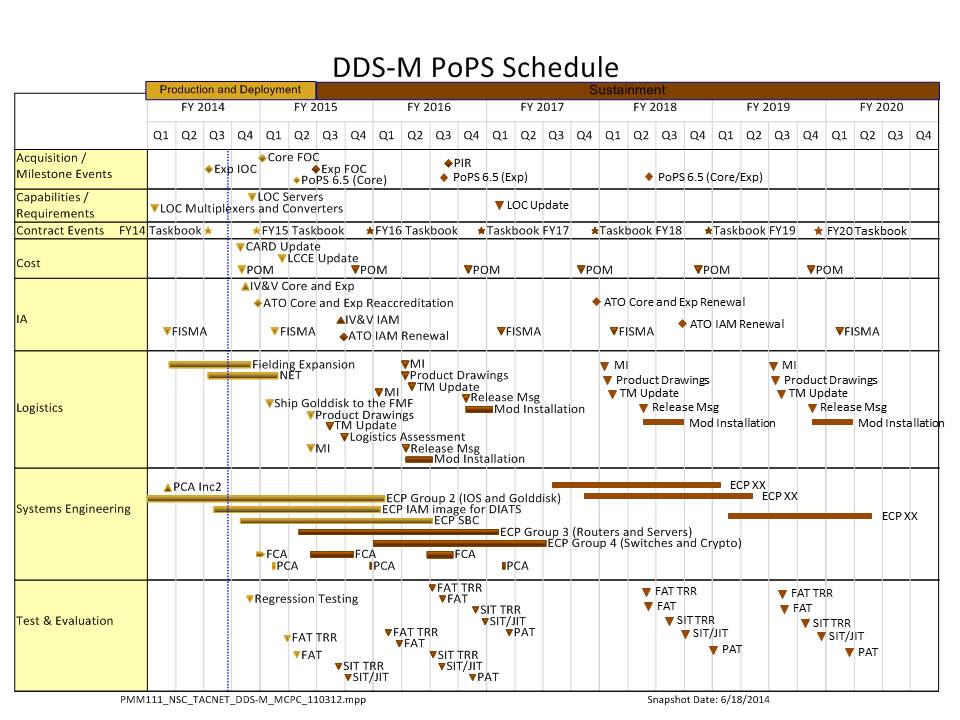 DDS-M PoPS Schedule
Production and Deployment
Sustainment
FY 2014 FY 2015 FY 2016 FY 2017 FY 2018 FY 2019 FY 2020
Q1 Q2 Q3 Q4 Q1 Q2 Q3 Q4 Q1 Q2 Q3 Q4 Q1 Q2 Q3 Q4 Q1 Q2 Q3 Q4 Q1 Q2 Q3 Q4 Q1 Q2 Q3 Q4
Acquisition /
Milestone Events
Core FOC
PIR
Exp IOC
Exp FOC
PoPS 6.5 (Core)
PoPS 6.5 (Exp)
PoPS 6.5 (Core/Exp)
Capabilities /
Requirements
LOC Servers
LOC Multiplexers and Converters
LOC Update
Contract Events
FY14 Taskbook
FY15 Taskbook
FY16 Taskbook
Taskbook FY17
Taskbook FY18
Taskbook FY19
FY20 Taskbook
Cost
CARD Update
LCCE Update
POM
POM
POM
POM
POM
POM
IA
IV&V Core and Exp
ATO Core and Exp Reaccreditation
ATO Core and Exp Renewal
IV&V IAM
ATO IAM Renewal
FISMA
FISMA
ATO IAM Renewal
FISMA
FISMA
FISMA
Logistics
Fielding Expansion
MI
MI
MI
NET
Product Drawings
Product Drawings
Product Drawings
TM Update
MI
TM Update
TM Update
Ship Golddisk to the FMF
Release Msg
Release Msg
Release Msg
Product Drawings
Mod Installation
TM Update
Mod Installation
Mod Installation
Logistics Assessment
MI
Release Msg
Mod Installation
Systems Engineering
PCA Inc2
ECP XX
ECP Group 2 (IOS and Golddisk)
ECP XX
ECP IAM image for DIATS
ECP SBC
ECP XX
ECP Group 3 (Routers and Servers)
ECP Group 4 (Switches and Crypto)
FCA
FCA
FCA
PCA
PCA
PCA
Test & Evaluation
FAT TRR
FAT TRR
FAT TRR
Regression Testing
FAT
FAT
FAT
SIT TRR
SIT/JIT
SIT TRR
SIT TRR
FAT TRR
FAT TRR
PAT
SIT/JIT
SIT/JIT
FAT
FAT
SIT TRR
PAT
PAT
SIT TRR
SIT/JIT
SIT/JIT
PAT
PMM111_NSC_TACNET_DDS-M_MCPC_110312.mpp
Snapshot Date: 6/18/2014